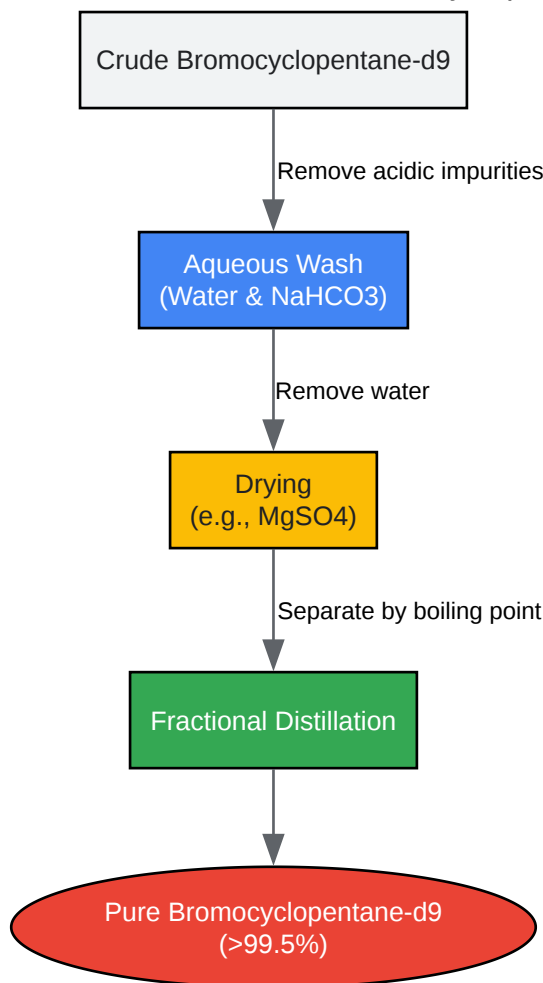 Crude Bromocyclopentane-d9
Remove acidic impurities
Aqueous Wash
(Water & NaHCO3)
Remove water
Drying
(e.g., MgSO4)
Separate by boiling point
Fractional Distillation
Pure Bromocyclopentane-d9
(>99.5%)